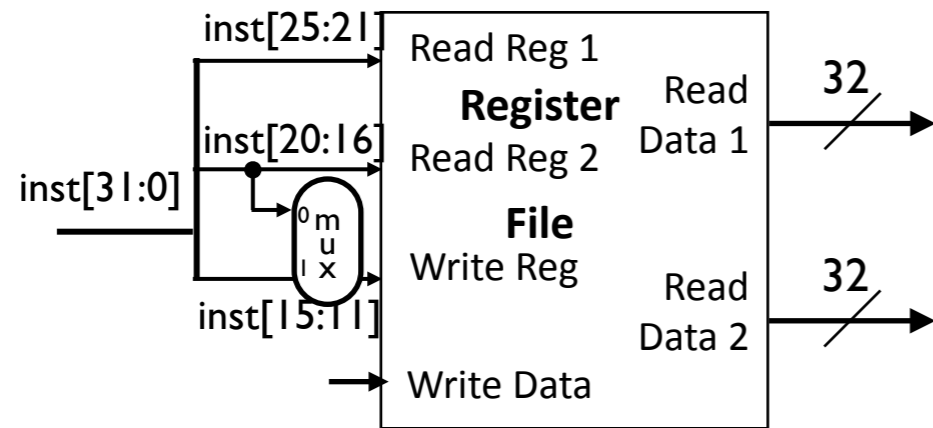 inst[25:21]
Read Reg 1
32
Register
Read
Data 1
inst[20:16]
Read Reg 2
inst[31:0]
0 m
u
1 x
File
Write Reg
32
Read
Data 2
inst[15:11]
Write Data